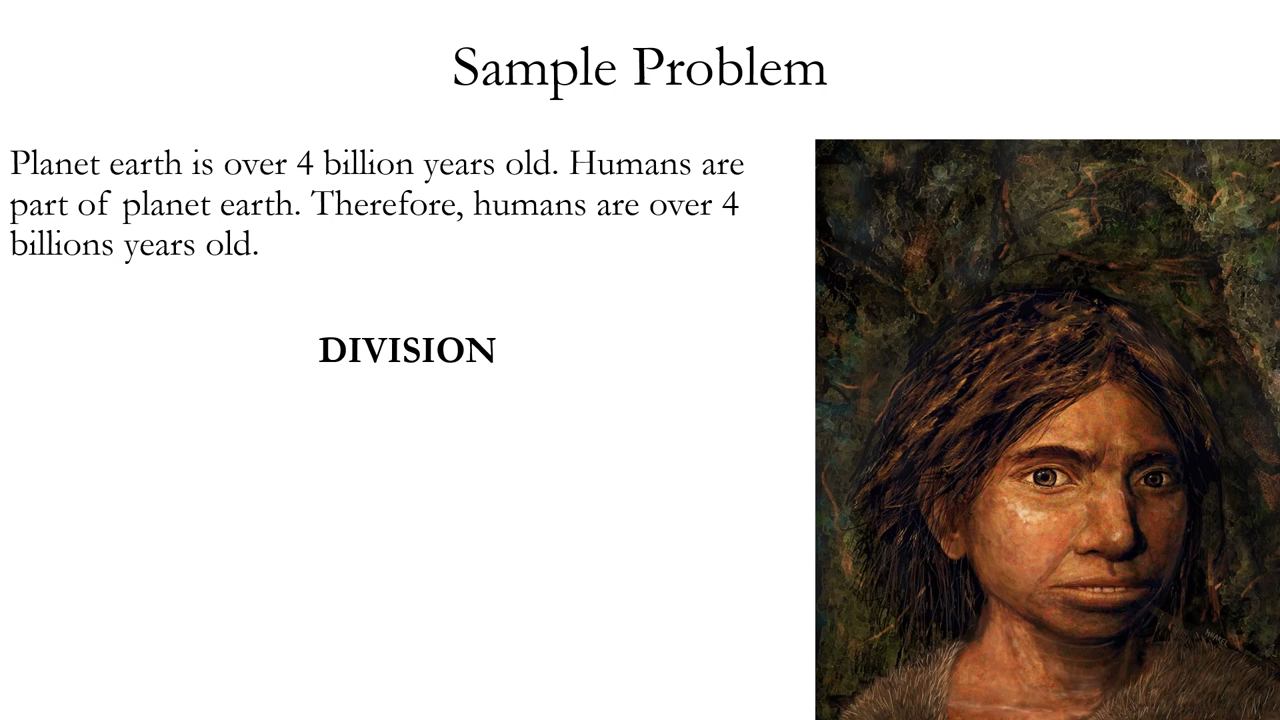 Sample Problem
Planet earth is over 4 billion years old. Humans are
part of planet earth. Therefore, humans are over 4
billions years old.
DIVISION